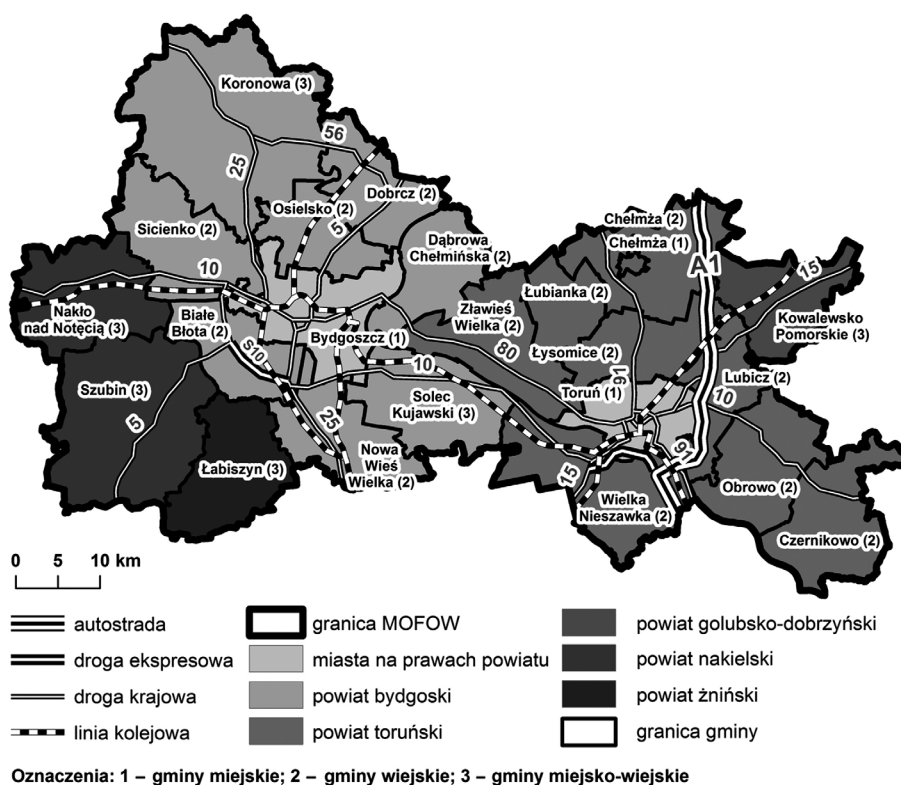 Koronowa (3)
56
25
Dobrcz (2)
Osielsko (2)
Sicienko (2)
5
Dąbrowa
Chełmińska (2)
Chełmża (2)
Chełmża (1)
A1
15
10
Łubianka (2)
Nakło
nad Notęcią (3)
Białe
Błota (2)
Zławieś
Wielka (2)
Kowalewsko
Pomorskie (3)
Bydgoszcz (1)
S10
80
Łysomice (2)
10
91
Lubicz (2)
Szubin (3)
Toruń (1)
10
Solec
Kujawski (3)
5
25
Łabiszyn (3)
Nowa
Wieś
Wielka (2)
91
15
Obrowo (2)
Wielka
Nieszawka (2)
Czernikowo (2)
0 5 10 km
autostrada
droga ekspresowa
droga krajowa
linia kolejowa
granica MOFOW
miasta na prawach powiatu
powiat bydgoski
powiat toruński
powiat golubsko-dobrzyński
powiat nakielski
powiat żniński
granica gminy
Oznaczenia: 1 – gminy miejskie; 2 – gminy wiejskie; 3 – gminy miejsko-wiejskie